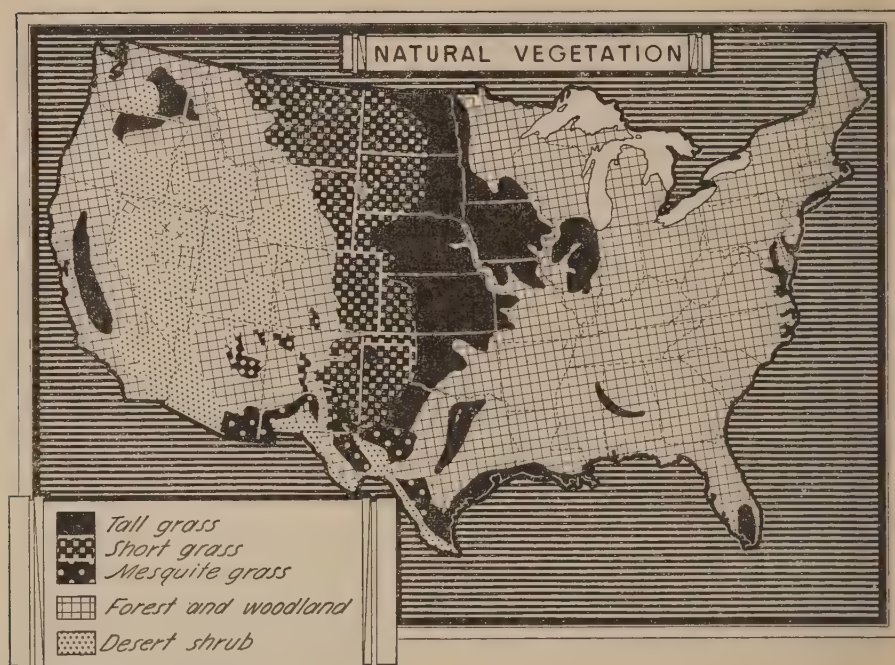 NATURAL VEGETATION
Tall grass
Short grass
Mesquite grass
Forest and woodland
Desert shrub